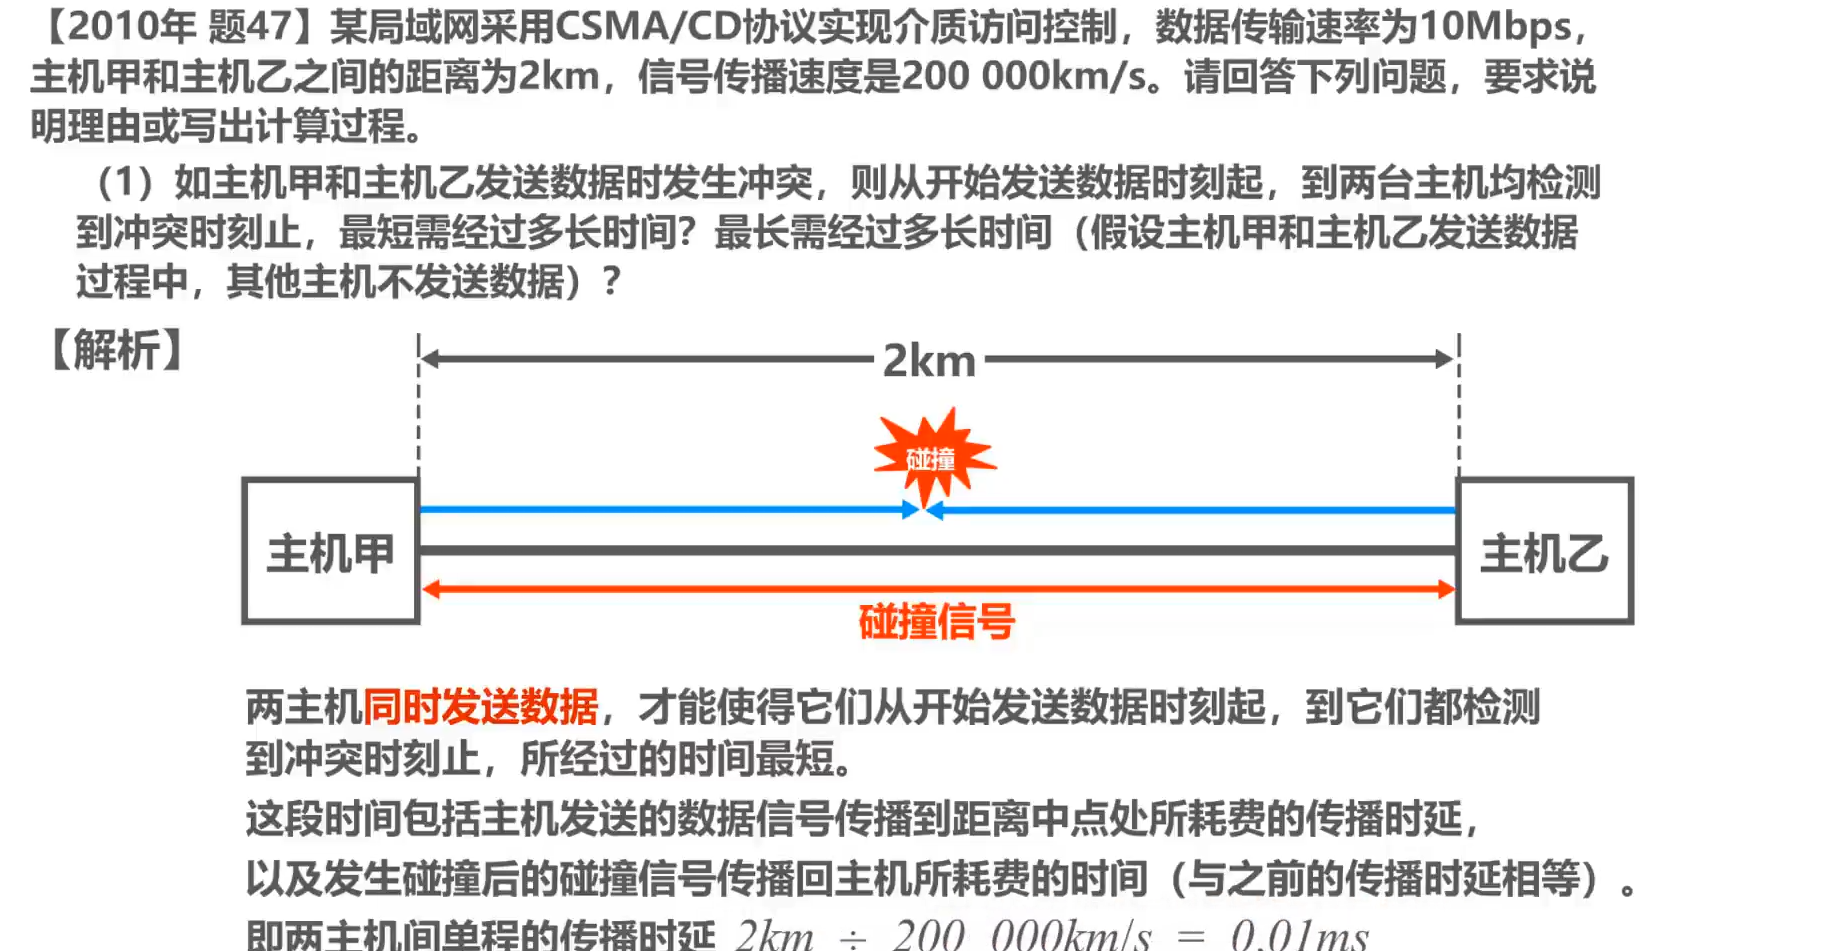 【2010年 题47】某局域网采用CSMA/CD协议实现介质访问控制，数据传输速率为10Mbps，
主机甲和主机乙之间的距离为2km，信号传播速度是200 000km/s。请回答下列问题，要求说
明理由或写出计算过程。
（1）如主机甲和主机乙发送数据时发生冲突，则从开始发送数据时刻起，到两台主机均检测
到冲突时刻止，最短需经过多长时间？最长需经过多长时间（假设主机甲和主机乙发送数据
过程中，其他主机不发送数据）？
【解析】
2km
碰撞
主机甲
主机乙
碰撞信号
两主机同时发送数据，才能使得它们从开始发送数据时刻起，到它们都检测
到冲突时刻止，所经过的时间最短。
这段时间包括主机发送的数据信号传播到距离中点处所耗费的传播时延，
以及发生碰撞后的碰撞信号传播回主机所耗费的时间（与之前的传播时延相等）。
即两主机间单程的传播时延 2km ÷ 200 000km/s = 0.01ms